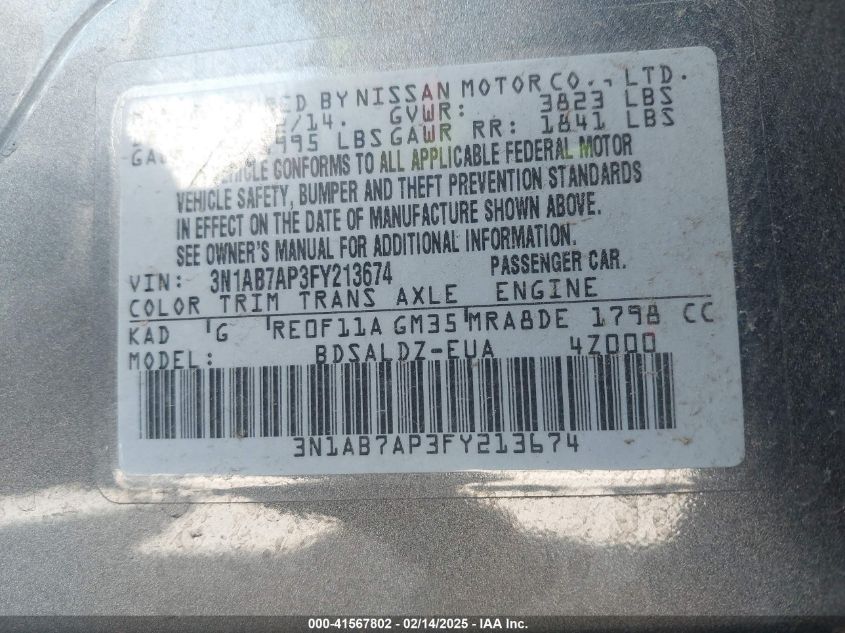 BY NISSAN MOTOR CO., LTD.
/14. GVWR: 3823 LBS
995 LBS GAWR RR: 1841 LBS
VEHICLE CONFORMS TO ALL APPLICABLE FEDERAL MOTOR
VEHICLE SAFETY, BUMPER AND THEFT PREVENTION STANDARDS
IN EFFECT ON THE DATE OF MANUFACTURE SHOWN ABOVE.
SEE OWNER'S MANUAL FOR ADDITIONAL INFORMATION.
VIN: 3N1AB7AP3FY213674 PASSENGER CAR.
COLOR TRIM TRANS AXLE ENGINE
KAD G RE0F11A GM35 MRA8DE 1798 CC
MODEL: BDSALDZ-EUA 4Z000
3N1AB7AP3FY213674
000-41567802 - 02/14/2025 - IAA Inc.